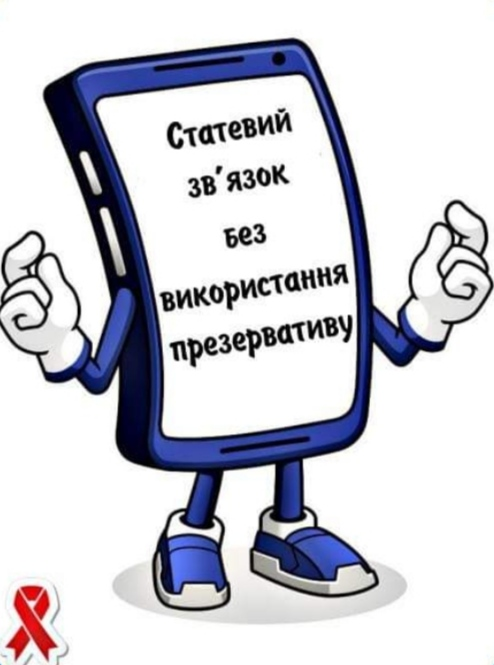 Статевий
зв'язок
без
використання
презервативу